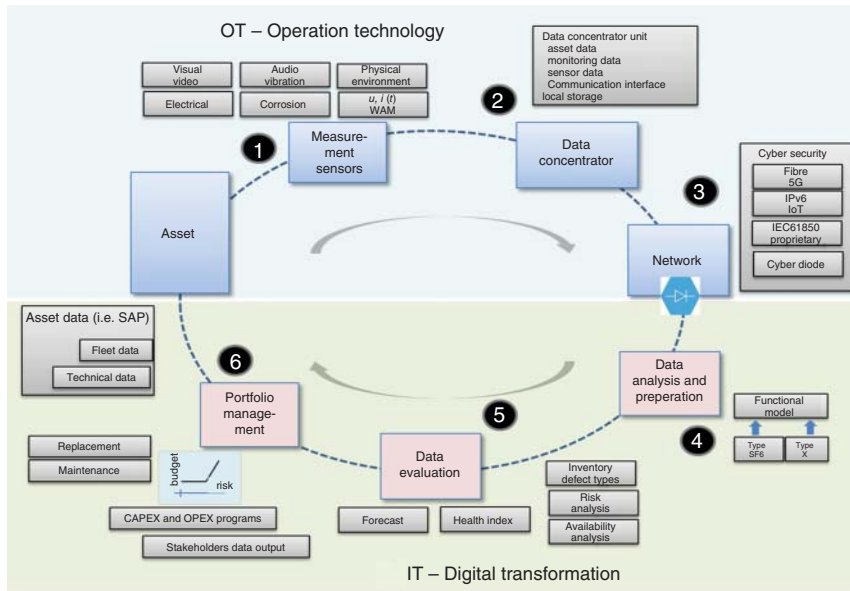 OT – Operation technology
Visual
video
Audio
vibration
Physical
environment
Electrical
Corrosion
u, i (t)
WAM
Data concentrator unit
asset data
monitoring data
sensor data
Communication interface
local storage
1
Measure-
ment
sensors
2
Data
concentrator
3
Asset
Network
Cyber security
Fibre
5G
IPv6
IoT
IEC61850
proprietary
Cyber diode
Asset data (i.e. SAP)
Fleet data
Technical data
6
Portfolio
manage-
ment
5
Data
evaluation
Data
analysis and
preperation
4
Functional
model
Type
SF6
Type
X
Replacement
Maintenance
budget
risk
CAPEX and OPEX programs
Stakeholders data output
Forecast
Health index
Inventory
defect types
Risk
analysis
Availability
analysis
IT – Digital transformation